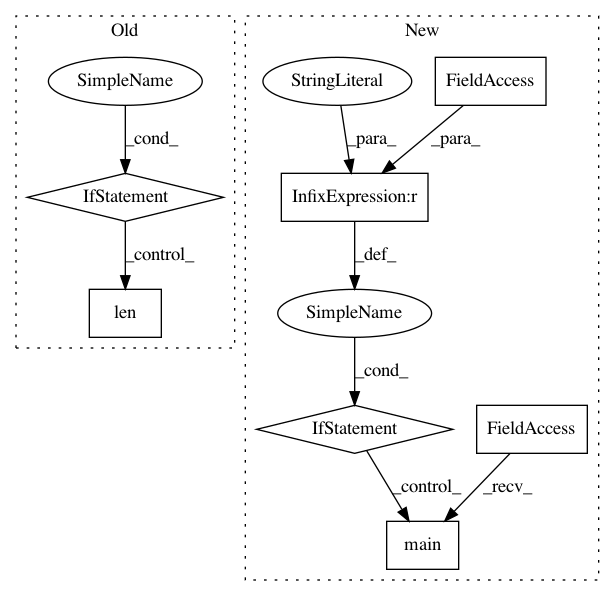 Old
SimpleName
_cond_
IfStatement
_control_
len
New
StringLiteral
FieldAccess
_para_
_para_
InfixExpression:r
_def_
SimpleName
_cond_
IfStatement
FieldAccess
_control_
_recv_
main